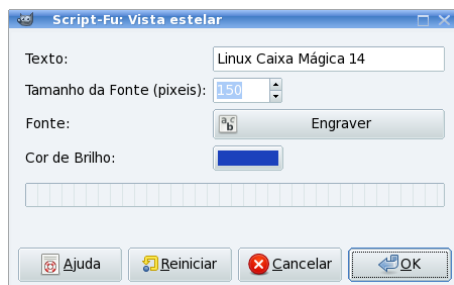 Script-Fu: Vista estelar
Texto: Linux Caixa Mágica 14
Tamanho da Fonte (pixeis): 150
Fonte: abc Engraver
Cor de Brilho:
Ajuda Reiniciar Cancelar OK